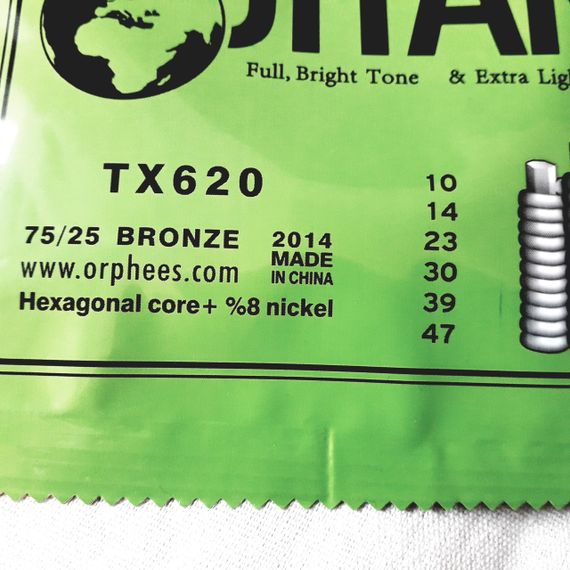 Full, Bright Tone & Extra
TX620
75/25 BRONZE
www.orphees.com
2014
MADE
IN CHINA
Hexagonal core+ %8 nickel
10
14
23
30
39
47